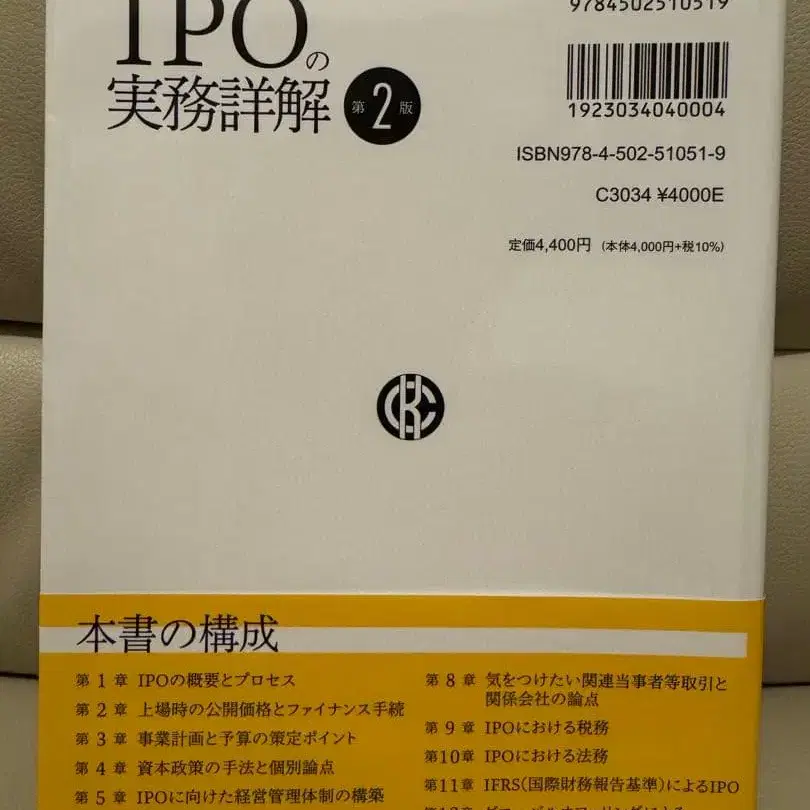 IPOの
実務詳解 第2版
9784502510519
1923034040004
ISBN978-4-502-51051-9
C3034 ¥4000E
定価4,400円 (本体4,000円+税10%)
本書の構成
第1章 IPOの概要とプロセス
第2章 上場時の公開価格とファイナンス手続
第3章 事業計画と予算の策定ポイント
第4章 資本政策の手法と個別論点
第5章 IPOに向けた経営管理体制の構築
第8章 気をつけたい関連当事者等取引と
関係会社の論点
第9章 IPOにおける税務
第10章 IPOにおける法務
第11章 IFRS(国際財務報告基準)によるIPO